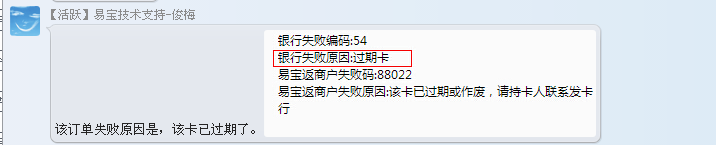 【活跃】易宝技术支持-俊梅
银行失败编码:54
银行失败原因:过期卡
易宝返商户失败码:88022
易宝返商户失败原因:该卡已过期或作废，请持卡人联系发卡
行
该订单失败原因是，该卡已过期了。